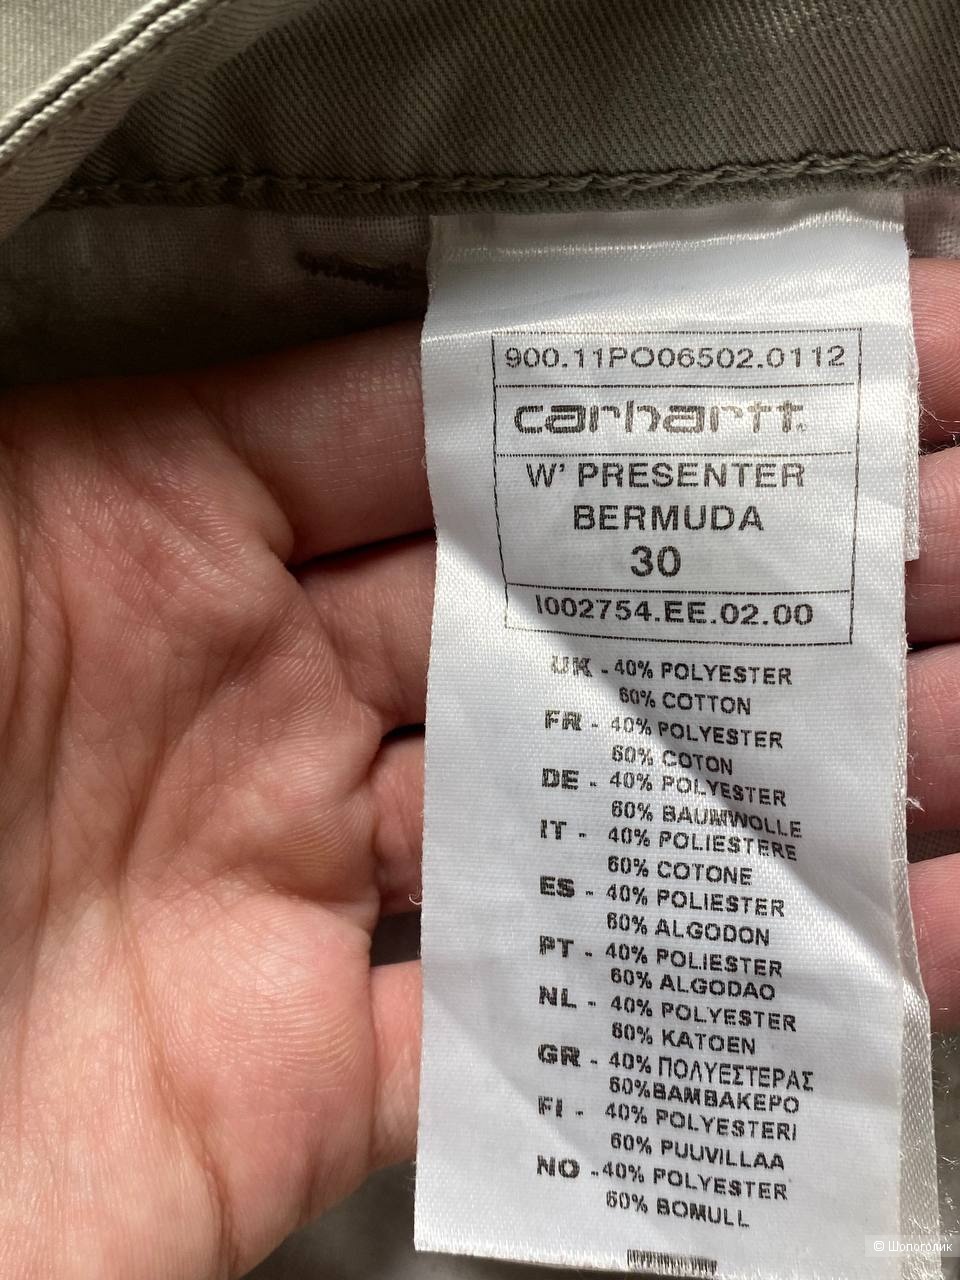 900.11PO06502.0112
carhartt
W' PRESENTER
BERMUDA
30
I002754.EE.02.00
UK - 40% POLYESTER
60% COTTON
FR - 40% POLYESTER
60% COTON
DE - 40% POLYESTER
60% BAUMWOLLE
IT - 40% POLIESTERE
60% COTONE
ES - 40% POLIESTER
60% ALGODON
PT - 40% POLIESTER
60% ALGODAO
NL - 40% POLYESTER
60% KATOEN
GR - 40% ΠΟΛΥΕΣΤΕΡΑΣ
60%ΒΑΜΒΑΚΕΡΟ
FI - 40% POLYESTERI
60% PUUVILLAA
NO -40% POLYESTER
60% BOMULL
© Шопоголик